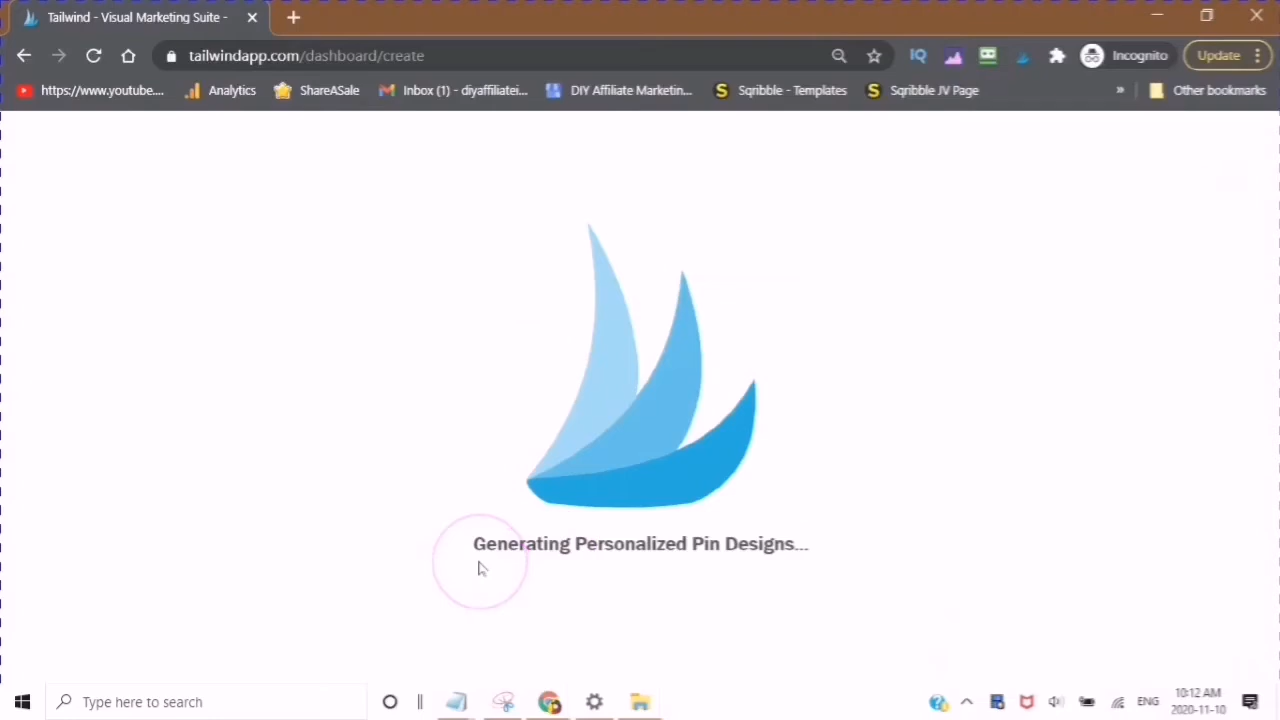 Tailwind - Visual Marketing Suite -
tailwindapp.com/dashboard/create
Incognito
Update
https://www.youtube....
Analytics
ShareASale
Inbox (1) - diyaffiliatei...
DIY Affiliate Marketin...
Sqribble - Templates
Sqribble JV Page
»
Other bookmarks
Generating Personalized Pin Designs...
Type here to search
ENG
10:12 AM
2020-11-10